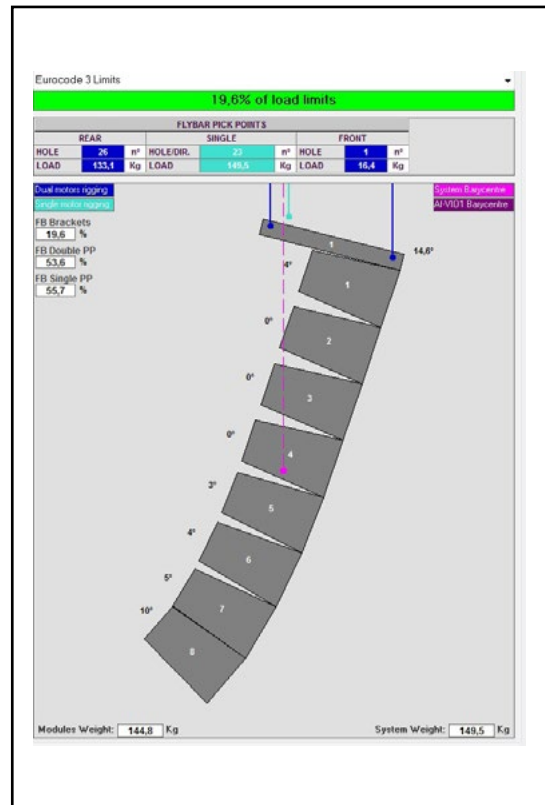 Eurocode 3 Limits
19,6% of load limits
FLYBAR PICK POINTS
REAR SINGLE FRONT
HOLE 26 n° HOLE/DIR. 23 n° HOLE 1 n°
LOAD 133,1 Kg LOAD 149,5 Kg LOAD 16,4 Kg
Dual motors rigging System Barycentre
Single motor rigging AI-VID1 Barycentre
FB Brackets
19,6 %
FB Double PP
53,6 %
FB Single PP
55,7 %
1
14,6°
4°
1
0°
2
0°
3
0°
4
3°
5
4°
6
5°
7
10°
8
Modules Weight: 144,8 Kg System Weight: 149,5 Kg